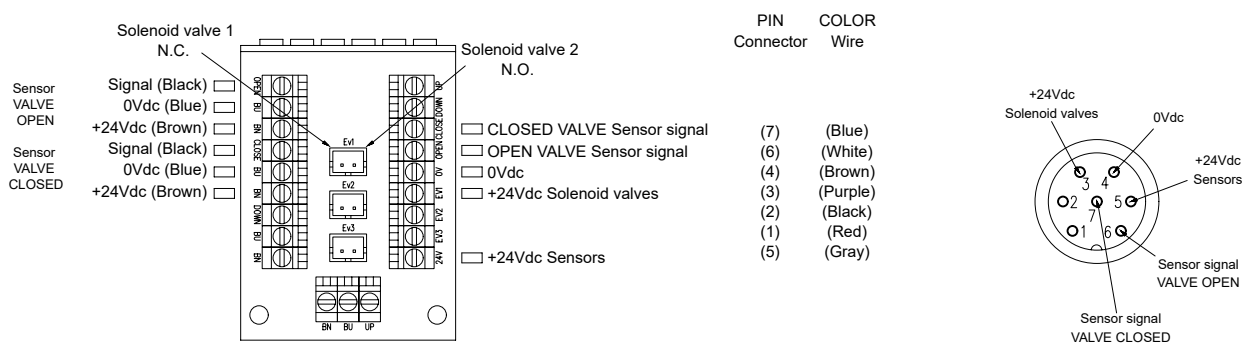 Solenoid valve 1
N.C.
Solenoid valve 2
N.O.
Sensor
VALVE
OPEN
Signal (Black)
0Vdc (Blue)
+24Vdc (Brown)
Sensor
VALVE
CLOSED
Signal (Black)
0Vdc (Blue)
+24Vdc (Brown)
OPEN
BU
BN
CLOSE
BU
BN
DOWN
BU
BN
Ev1
Ev2
Ev3
UP
DOWN
CLOSE
OPEN
0V
EV1
EV2
EV3
24V
BN BU UP
CLOSED VALVE Sensor signal
OPEN VALVE Sensor signal
0Vdc
+24Vdc Solenoid valves
+24Vdc Sensors
PIN COLOR
Connector Wire
(7) (Blue)
(6) (White)
(4) (Brown)
(3) (Purple)
(2) (Black)
(1) (Red)
(5) (Gray)
+24Vdc
Solenoid valves
0Vdc
+24Vdc
Sensors
3 4
2 5
7
1 6
Sensor signal
VALVE OPEN
Sensor signal
VALVE CLOSED